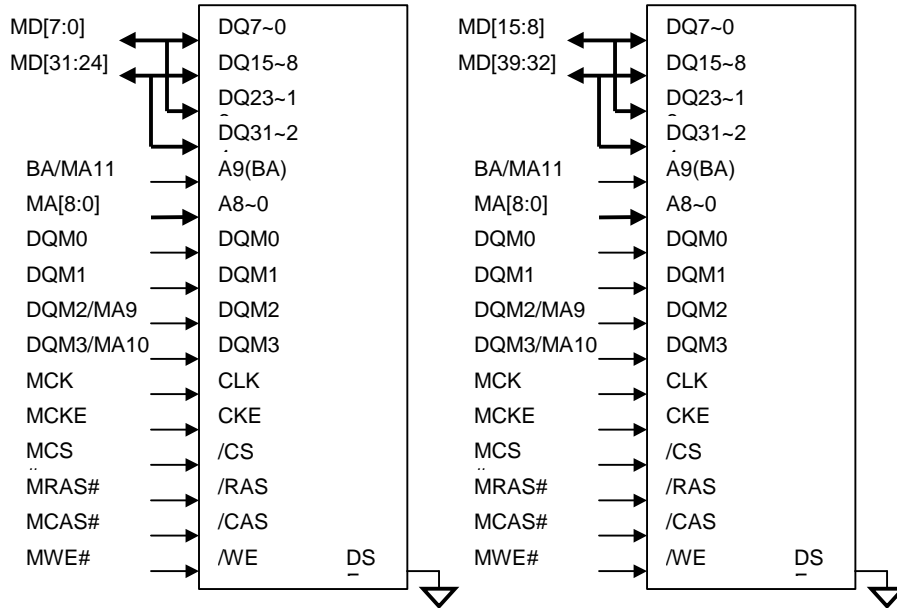 MD[7:0] DQ7~0
MD[31:24] DQ15~8
DQ23~1
DQ31~2
BA/MA11 A9(BA)
MA[8:0] A8~0
DQM0 DQM0
DQM1 DQM1
DQM2/MA9 DQM2
DQM3/MA10 DQM3
MCK CLK
MCKE CKE
MCS /CS
MRAS# /RAS
MCAS# /CAS
MWE# /WE DS
MD[15:8] DQ7~0
MD[39:32] DQ15~8
DQ23~1
DQ31~2
BA/MA11 A9(BA)
MA[8:0] A8~0
DQM0 DQM0
DQM1 DQM1
DQM2/MA9 DQM2
DQM3/MA10 DQM3
MCK CLK
MCKE CKE
MCS /CS
MRAS# /RAS
MCAS# /CAS
MWE# /WE DS